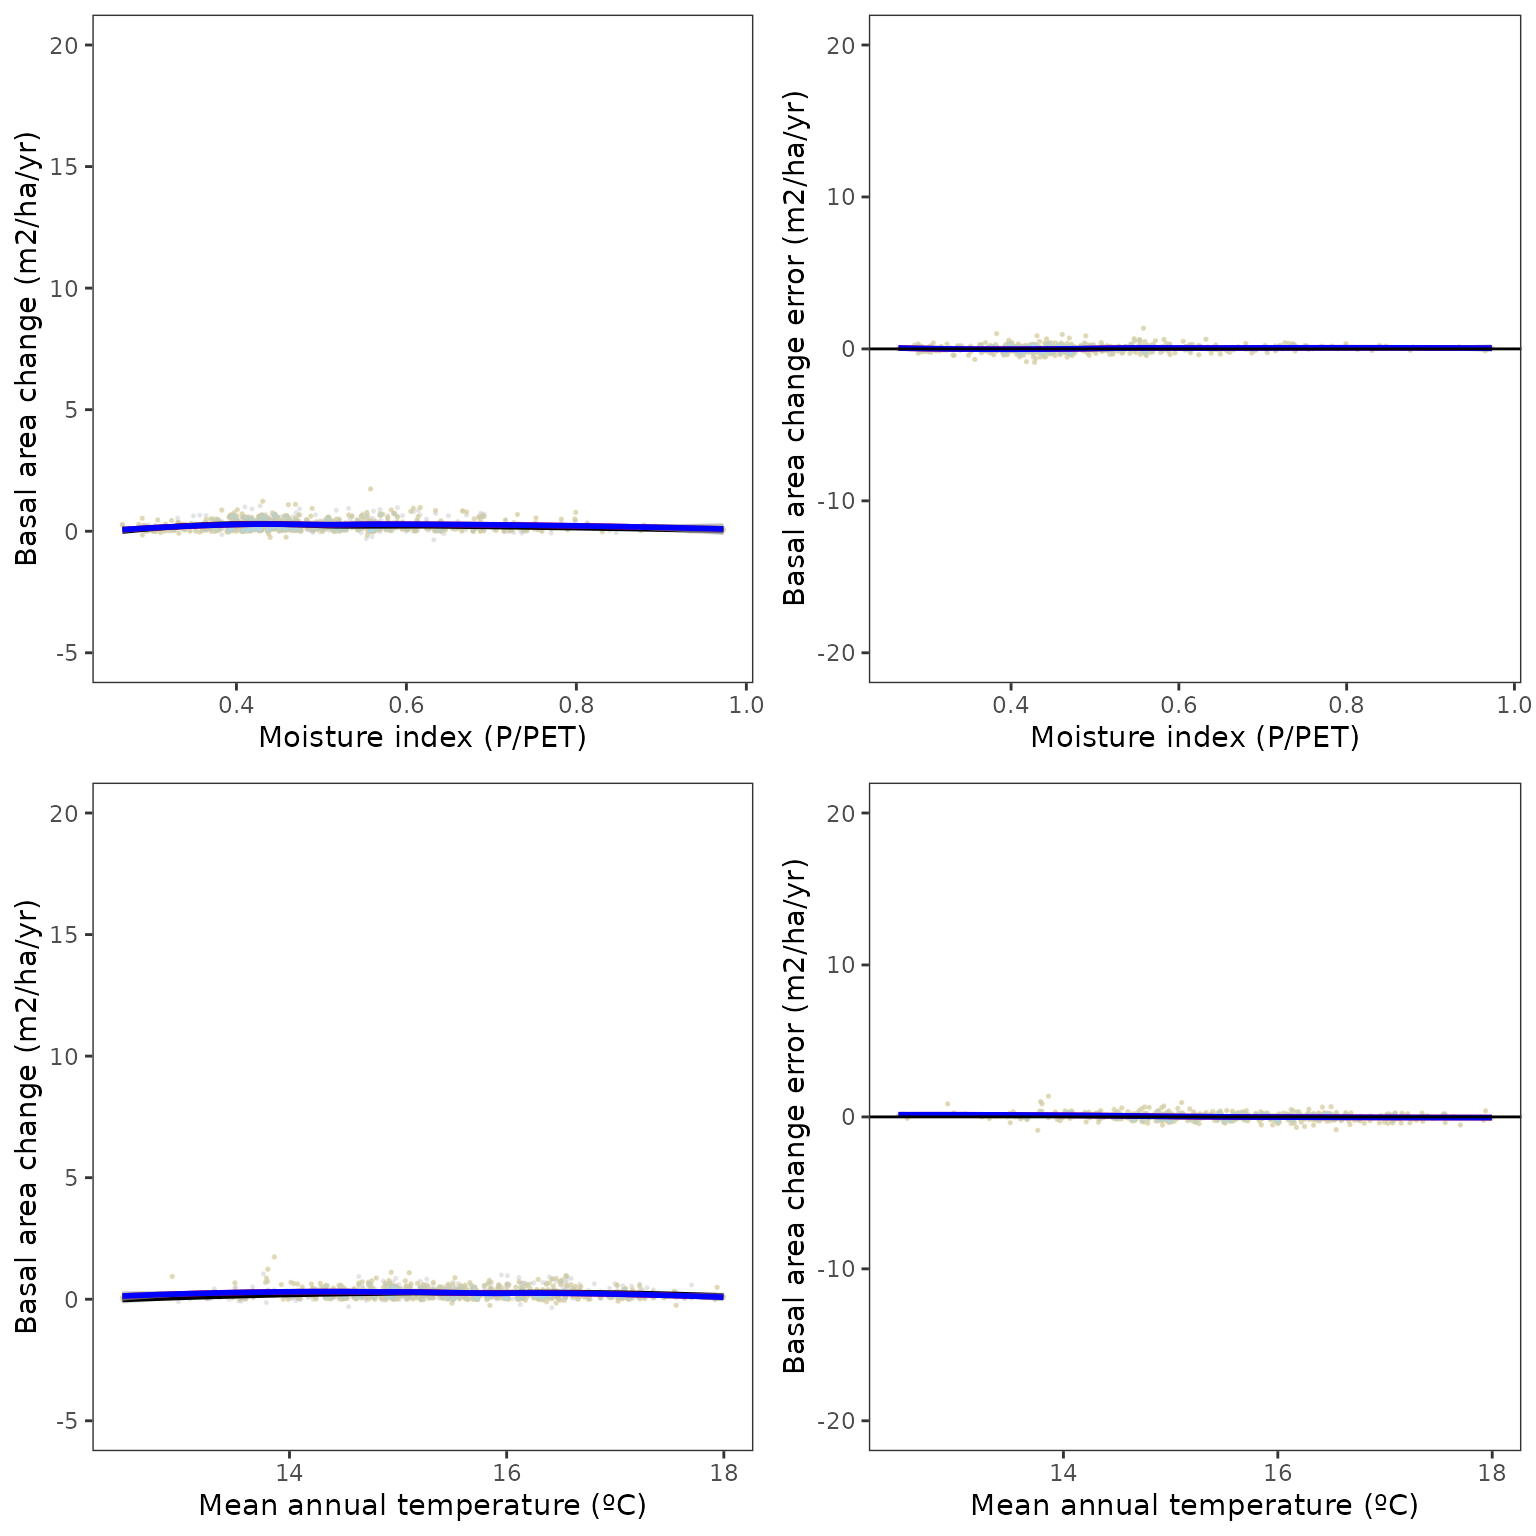 Basal area change (m2/ha/yr)
20
15
10
5
0
-5
0.4 0.6 0.8 1.0
Moisture index (P/PET)
Basal area change error (m2/ha/yr)
20
10
0
-10
-20
0.4 0.6 0.8 1.0
Moisture index (P/PET)
Basal area change (m2/ha/yr)
20
15
10
5
0
-5
14 16 18
Mean annual temperature (ºC)
Basal area change error (m2/ha/yr)
20
10
0
-10
-20
14 16 18
Mean annual temperature (ºC)